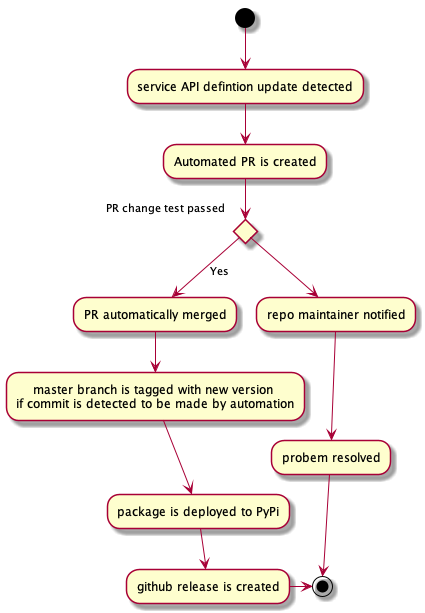 service API defintion update detected
Automated PR is created
PR change test passed
Yes
PR automatically merged
repo maintainer notified
master branch is tagged with new version
if commit is detected to be made by automation
probem resolved
package is deployed to PyPi
github release is created